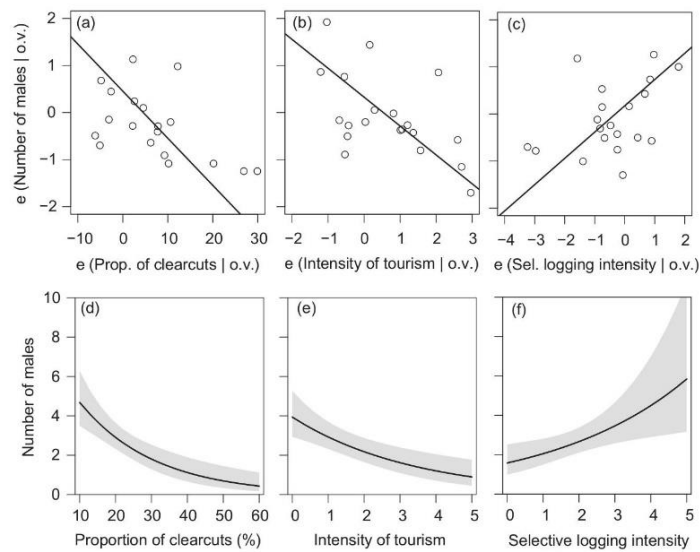 (a) (b) (c)
e (Number of males | o.v.)
2
1
0
−1
−2
−10 0 10 20 30 −2 −1 0 1 2 3 −4 −3 −2 −1 0 1 2
e (Prop. of clearcuts | o.v.) e (Intensity of tourism | o.v.) e (Sel. logging intensity | o.v.)
(d) (e) (f)
Number of males
10
8
6
4
2
0
10 20 30 40 50 60 0 1 2 3 4 5 0 1 2 3 4 5
Proportion of clearcuts (%) Intensity of tourism Selective logging intensity